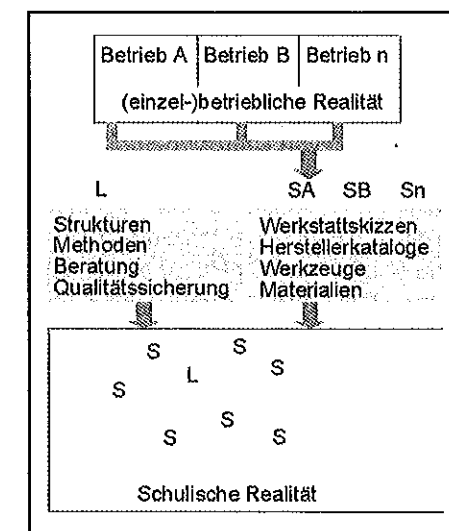 Betrieb A Betrieb B Betrieb n
(einzel-)betriebliche Realität
L SA SB Sn
Strukturen
Methoden
Beratung
Qualitätssicherung
Werkstattskizzen
Herstellerkataloge
Werkzeuge
Materialien
S S
L S
S
S
S S
Schulische Realität